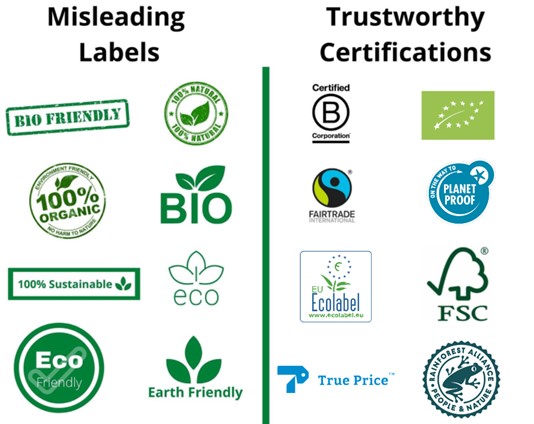 Misleading
Labels
Trustworthy
Certifications
BIO FRIENDLY
100% NATURAL
100% NATURAL
ENVIRONMENT FRIENDLY
100%
ORGANIC
NO HARM TO NATURE
BIO
100% Sustainable
eco
Eco
Friendly
Earth Friendly
Certified
B
Corporation
FAIRTRADE
INTERNATIONAL
®
ON THE WAY TO
PLANET
PROOF
EU
Ecolabel
www.ecolabel.eu
®
FSC
True Price™
RAINFOREST ALLIANCE
PEOPLE & NATURE